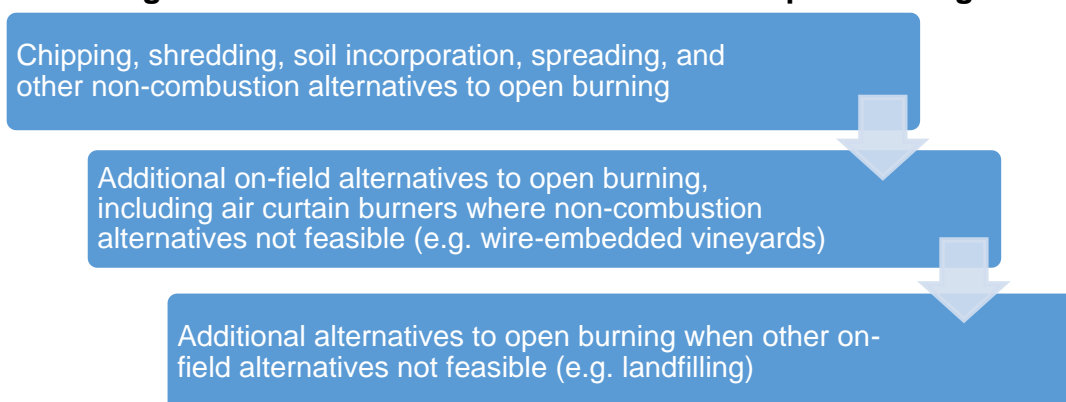 Chipping, shredding, soil incorporation, spreading, and
other non-combustion alternatives to open burning
Additional on-field alternatives to open burning,
including air curtain burners where non-combustion
alternatives not feasible (e.g. wire-embedded vineyards)
Additional alternatives to open burning when other on-
field alternatives not feasible (e.g. landfilling)